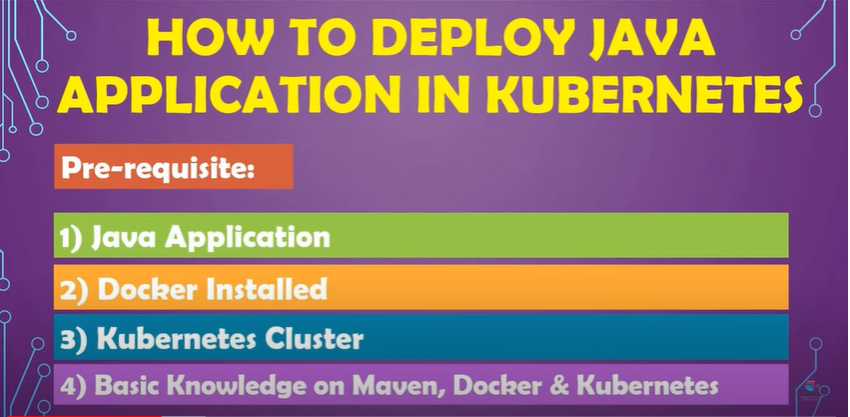 HOW TO DEPLOY JAVA
APPLICATION IN KUBERNETES
Pre-requisite:
1) Java Application
2) Docker Installed
3) Kubernetes Cluster
4) Basic Knowledge on Maven, Docker & Kubernetes